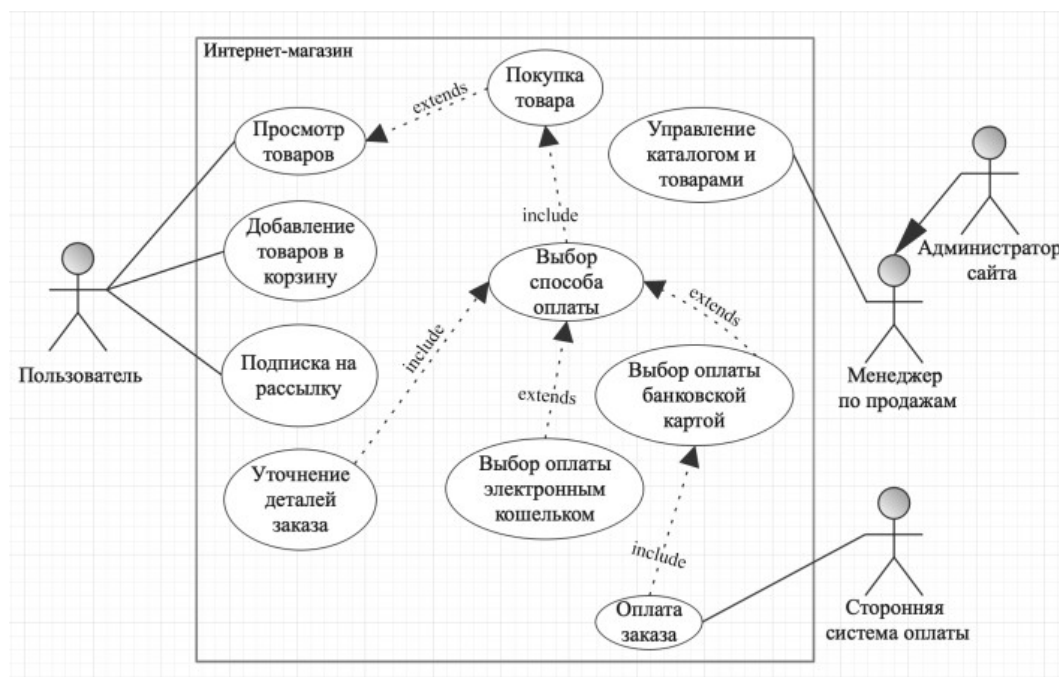 Интернет-магазин
Покупка
товара
extends
Просмотр
товаров
Управление
каталогом и
товарами
include
Добавление
товаров в
корзину
Выбор
способа
оплаты
Администратор
сайта
extends
include
Пользователь
Подписка на
рассылку
extends
Выбор оплаты
банковской
картой
Менеджер
по продажам
Уточнение
деталей
заказа
Выбор оплаты
электронным
кошельком
include
Оплата
заказа
Сторонняя
система оплаты